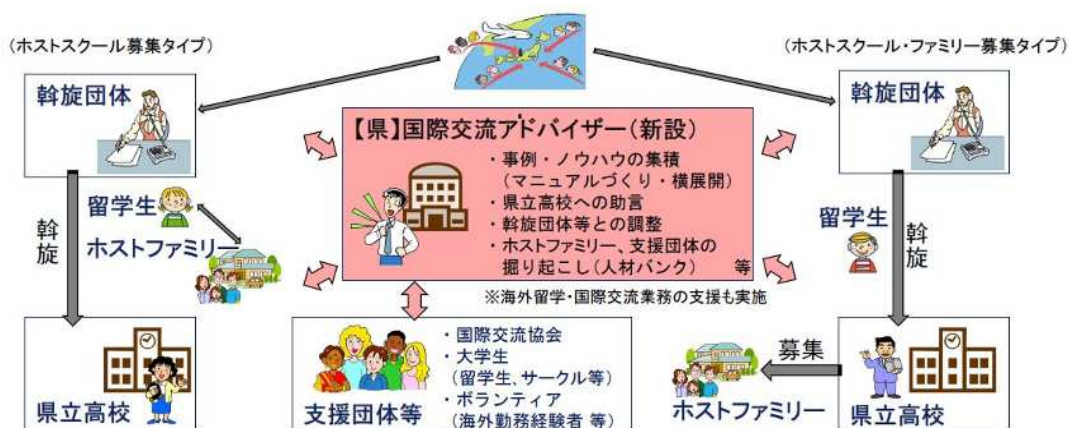 (ホストスクール募集タイプ)
斡旋団体
斡旋
留学生
ホストファミリー
県立高校
【県】国際交流アドバイザー(新設)
・事例・ノウハウの集積
(マニュアルづくり・横展開)
・県立高校への助言
・斡旋団体等との調整
・ホストファミリー、支援団体の
掘り起こし(人材バンク) 等
※海外留学・国際交流業務の支援も実施
支援団体等
・国際交流協会
・大学生
(留学生、サークル等)
・ボランティア
(海外勤務経験者 等)
(ホストスクール・ファミリー募集タイプ)
斡旋団体
留学生
斡旋
募集
ホストファミリー
県立高校